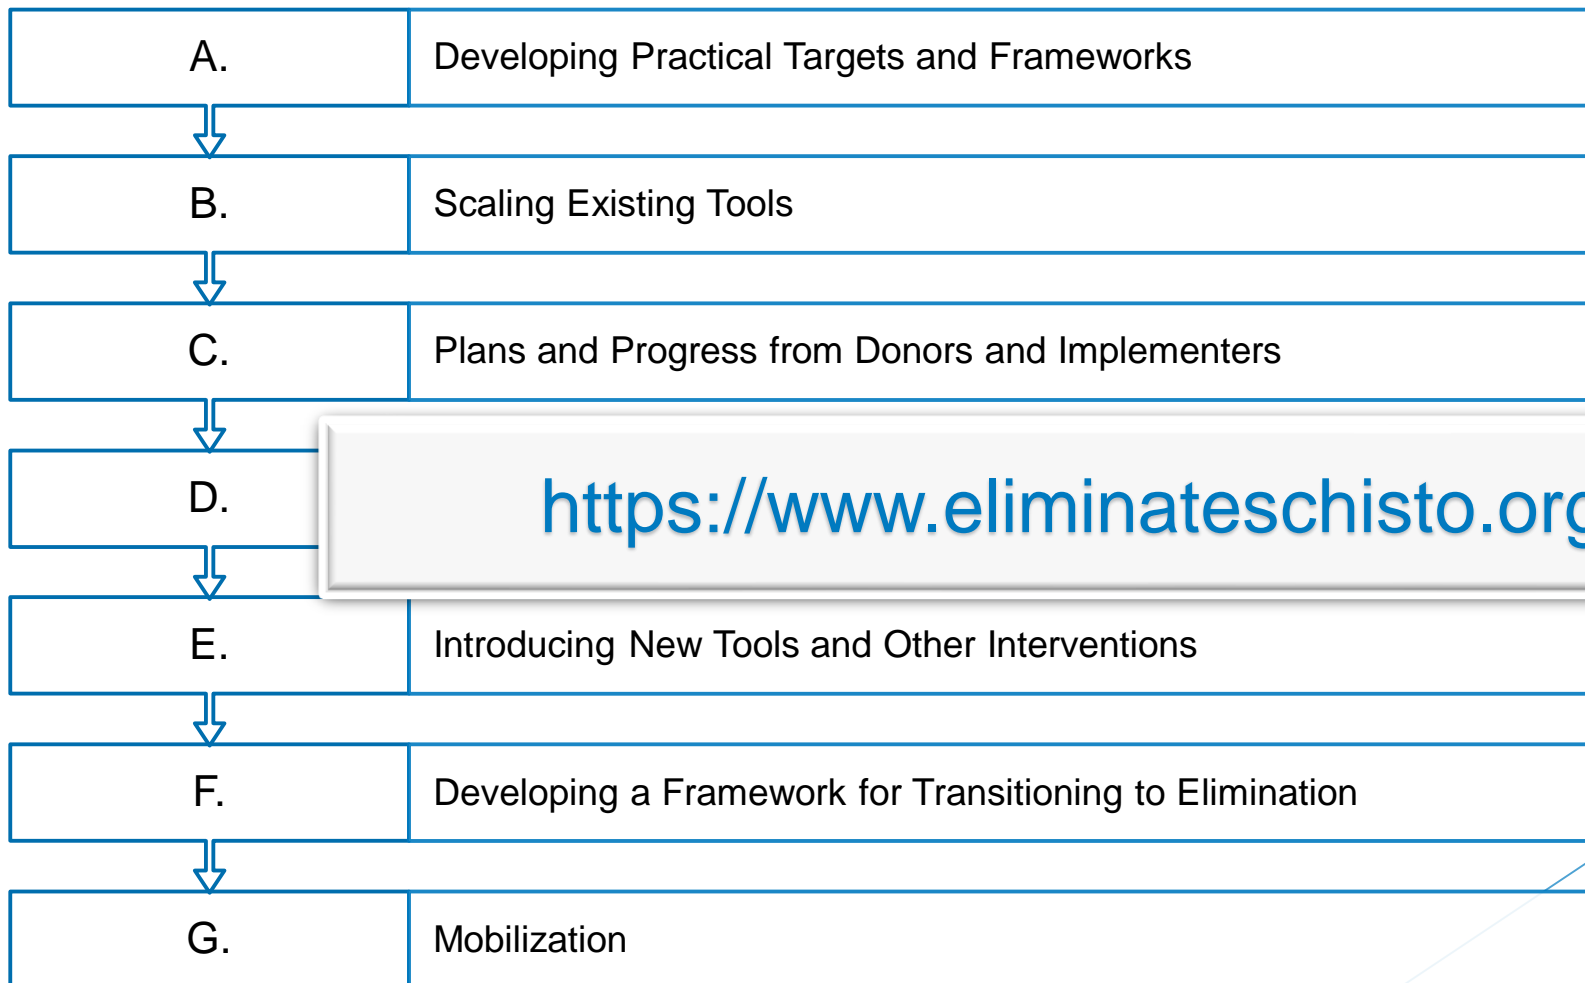 A. Developing Practical Targets and Frameworks
B. Scaling Existing Tools
C. Plans and Progress from Donors and Implementers
D.
https://www.eliminateschisto.org
E. Introducing New Tools and Other Interventions
F. Developing a Framework for Transitioning to Elimination
G. Mobilization